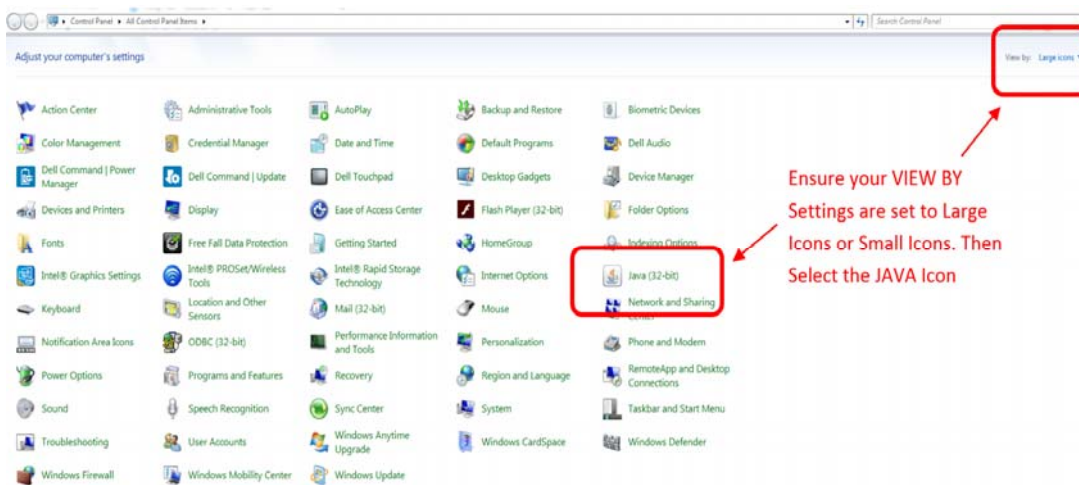 Control Panel ▸ All Control Panel Items ▸
Search Control Panel
Adjust your computer's settings
View by: Large icons
Action Center
Administrative Tools
AutoPlay
Backup and Restore
Biometric Devices
Color Management
Credential Manager
Date and Time
Default Programs
Dell Audio
Dell Command | Power
Manager
Dell Command | Update
Dell Touchpad
Desktop Gadgets
Device Manager
Devices and Printers
Display
Ease of Access Center
Flash Player (32-bit)
Folder Options
Fonts
Free Fall Data Protection
Getting Started
HomeGroup
Indexing Options
Intel® Graphics Settings
Intel® PROSet/Wireless
Tools
Intel® Rapid Storage
Technology
Internet Options
Java (32-bit)
Keyboard
Location and Other
Sensors
Mail (32-bit)
Mouse
Network and Sharing
Center
Notification Area Icons
ODBC (32-bit)
Performance Information
and Tools
Personalization
Phone and Modem
Power Options
Programs and Features
Recovery
Region and Language
RemoteApp and Desktop
Connections
Sound
Speech Recognition
Sync Center
System
Taskbar and Start Menu
Troubleshooting
User Accounts
Windows Anytime
Upgrade
Windows CardSpace
Windows Defender
Windows Firewall
Windows Mobility Center
Windows Update
Ensure your VIEW BY
Settings are set to Large
Icons or Small Icons. Then
Select the JAVA Icon